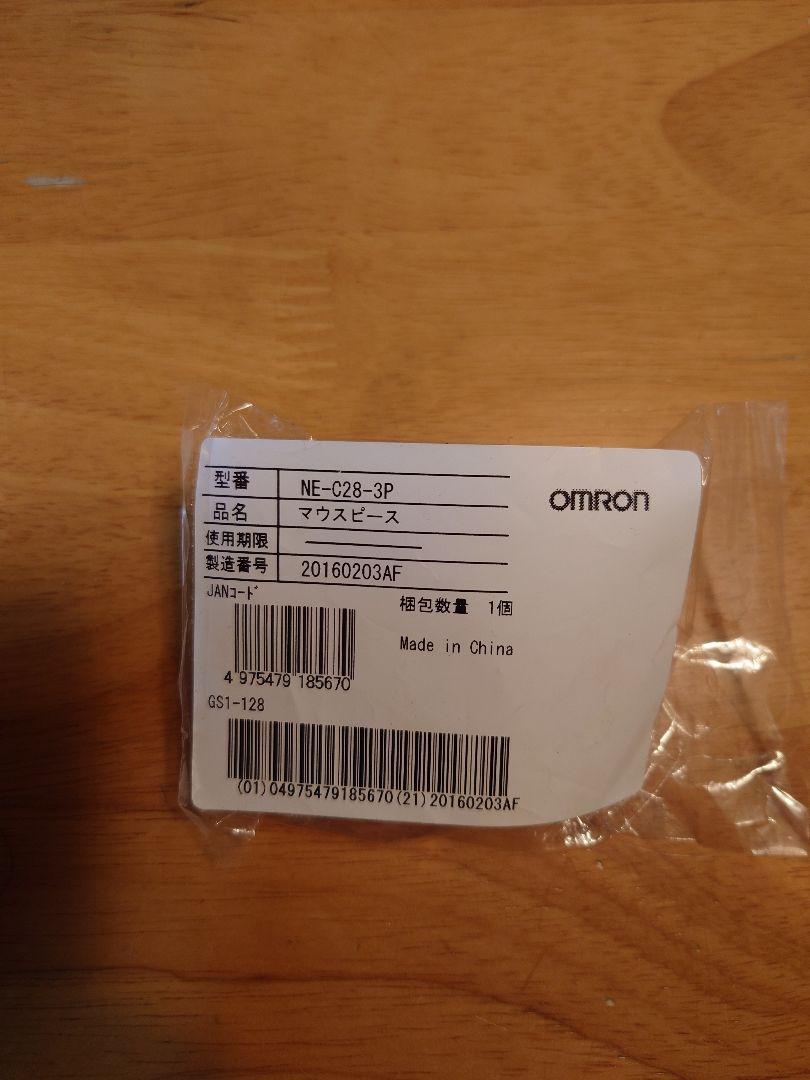 型番 NE-C28-3P
OMRON
品名 マウスピース
使用期限
製造番号 20160203AF
JANコード
梱包数量 1個
Made in China
4 975479 185670
GS1-128
(01)04975479185670(21)20160203AF